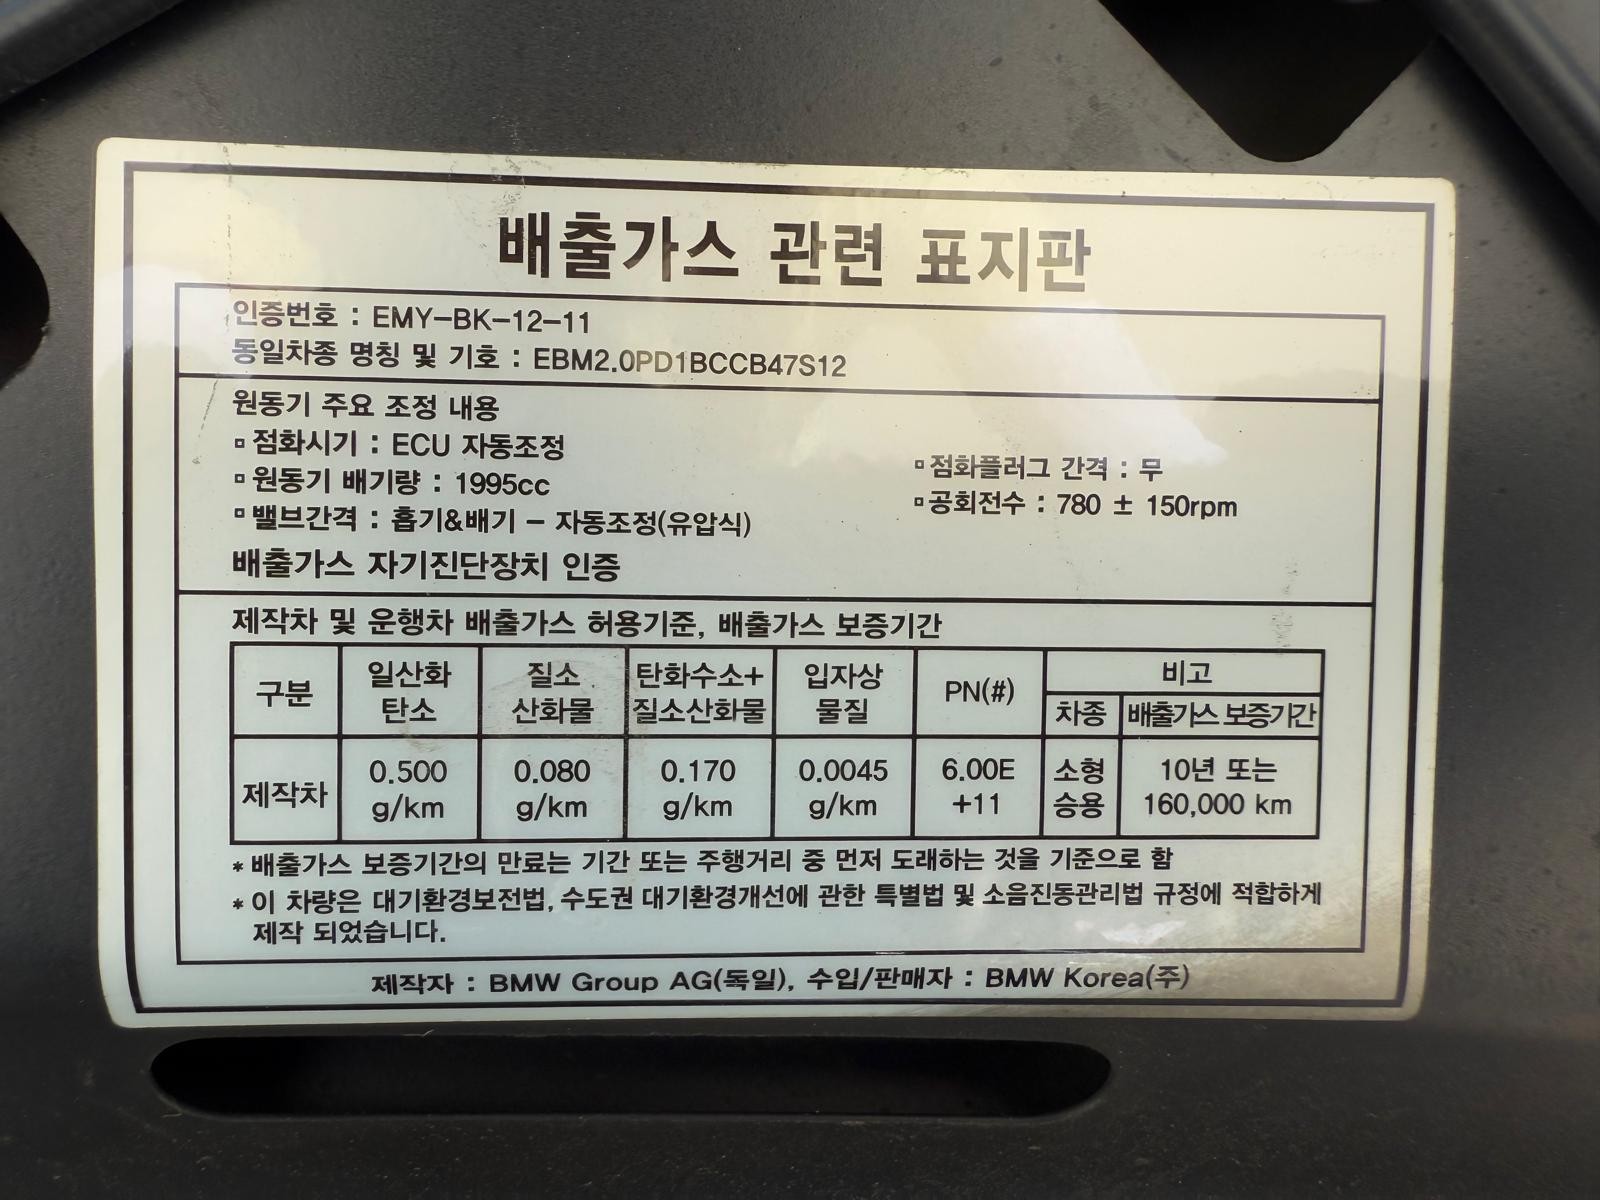 배출가스 관련 표지판
인증번호 : EMY-BK-12-11
동일차종 명칭 및 기호 : EBM2.0PD1BCCB47S12
원동기 주요 조정 내용
▫점화시기 : ECU 자동조정
▫점화플러그 간격 : 무
▫원동기 배기량 : 1995cc
▫공회전수 : 780 ± 150rpm
▫밸브간격 : 흡기&배기 - 자동조정(유압식)
배출가스 자기진단장치 인증
제작차 및 운행차 배출가스 허용기준, 배출가스 보증기간
구분 일산화탄소 질소산화물 탄화수소+질소산화물 입자상물질 PN(#) 비고
차종 배출가스 보증기간
제작차 0.500 g/km 0.080 g/km 0.170 g/km 0.0045 g/km 6.00E+11 소형승용 10년 또는 160,000 km
* 배출가스 보증기간의 만료는 기간 또는 주행거리 중 먼저 도래하는 것을 기준으로 함
* 이 차량은 대기환경보전법, 수도권 대기환경개선에 관한 특별법 및 소음진동관리법 규정에 적합하게
제작 되었습니다.
제작자 : BMW Group AG(독일), 수입/판매자 : BMW Korea(주)